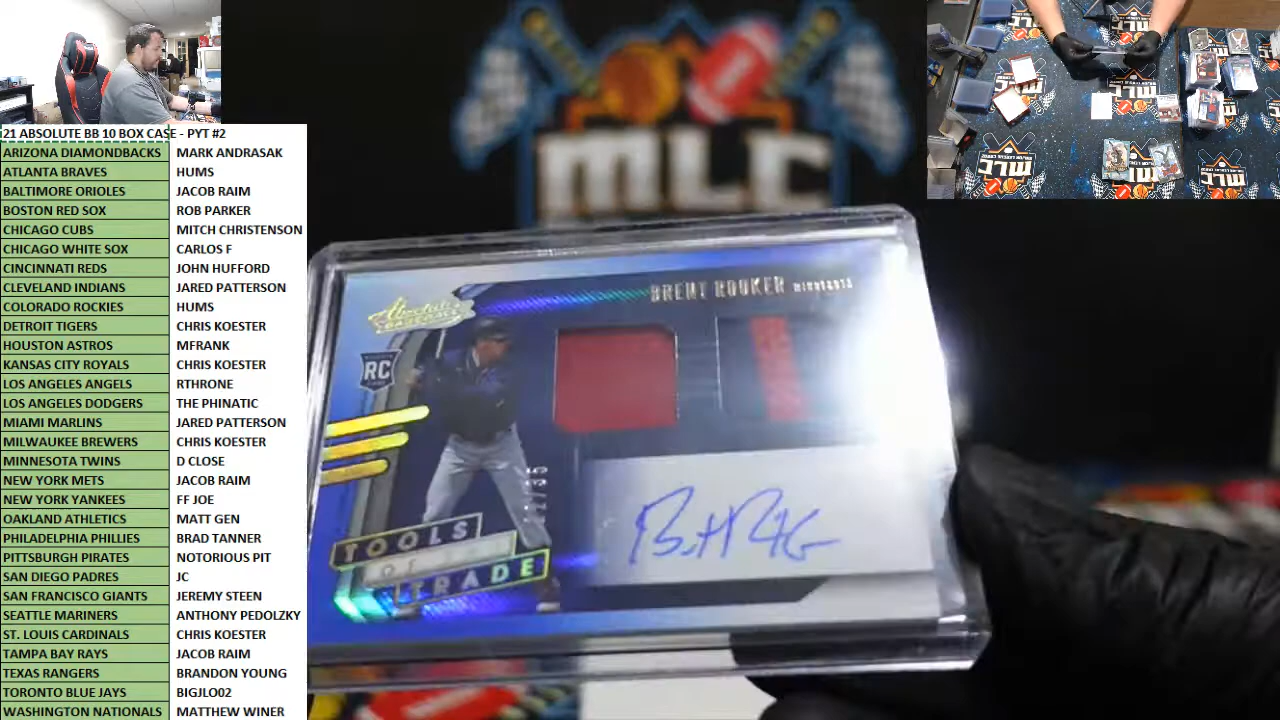 21 ABSOLUTE BB 10 BOX CASE - PYT #2
ARIZONA DIAMONDBACKS MARK ANDRASAK
ATLANTA BRAVES HUMS
BALTIMORE ORIOLES JACOB RAIM
BOSTON RED SOX ROB PARKER
CHICAGO CUBS MITCH CHRISTENSON
CHICAGO WHITE SOX CARLOS F
CINCINNATI REDS JOHN HUFFORD
CLEVELAND INDIANS JARED PATTERSON
COLORADO ROCKIES HUMS
DETROIT TIGERS CHRIS KOESTER
HOUSTON ASTROS MFRANK
KANSAS CITY ROYALS CHRIS KOESTER
LOS ANGELES ANGELS RTHRONE
LOS ANGELES DODGERS THE PHINATIC
MIAMI MARLINS JARED PATTERSON
MILWAUKEE BREWERS CHRIS KOESTER
MINNESOTA TWINS D CLOSE
NEW YORK METS JACOB RAIM
NEW YORK YANKEES FF JOE
OAKLAND ATHLETICS MATT GEN
PHILADELPHIA PHILLIES BRAD TANNER
PITTSBURGH PIRATES NOTORIOUS PIT
SAN DIEGO PADRES JC
SAN FRANCISCO GIANTS JEREMY STEEN
SEATTLE MARINERS ANTHONY PEDOLZKY
ST. LOUIS CARDINALS CHRIS KOESTER
TAMPA BAY RAYS JACOB RAIM
TEXAS RANGERS BRANDON YOUNG
TORONTO BLUE JAYS BIGJLO02
WASHINGTON NATIONALS MATTHEW WINER
MLC
Absolute
BASEBALL
BRENT ROOKER MINNESOTA
RC
TOOLS
OF
TRADE